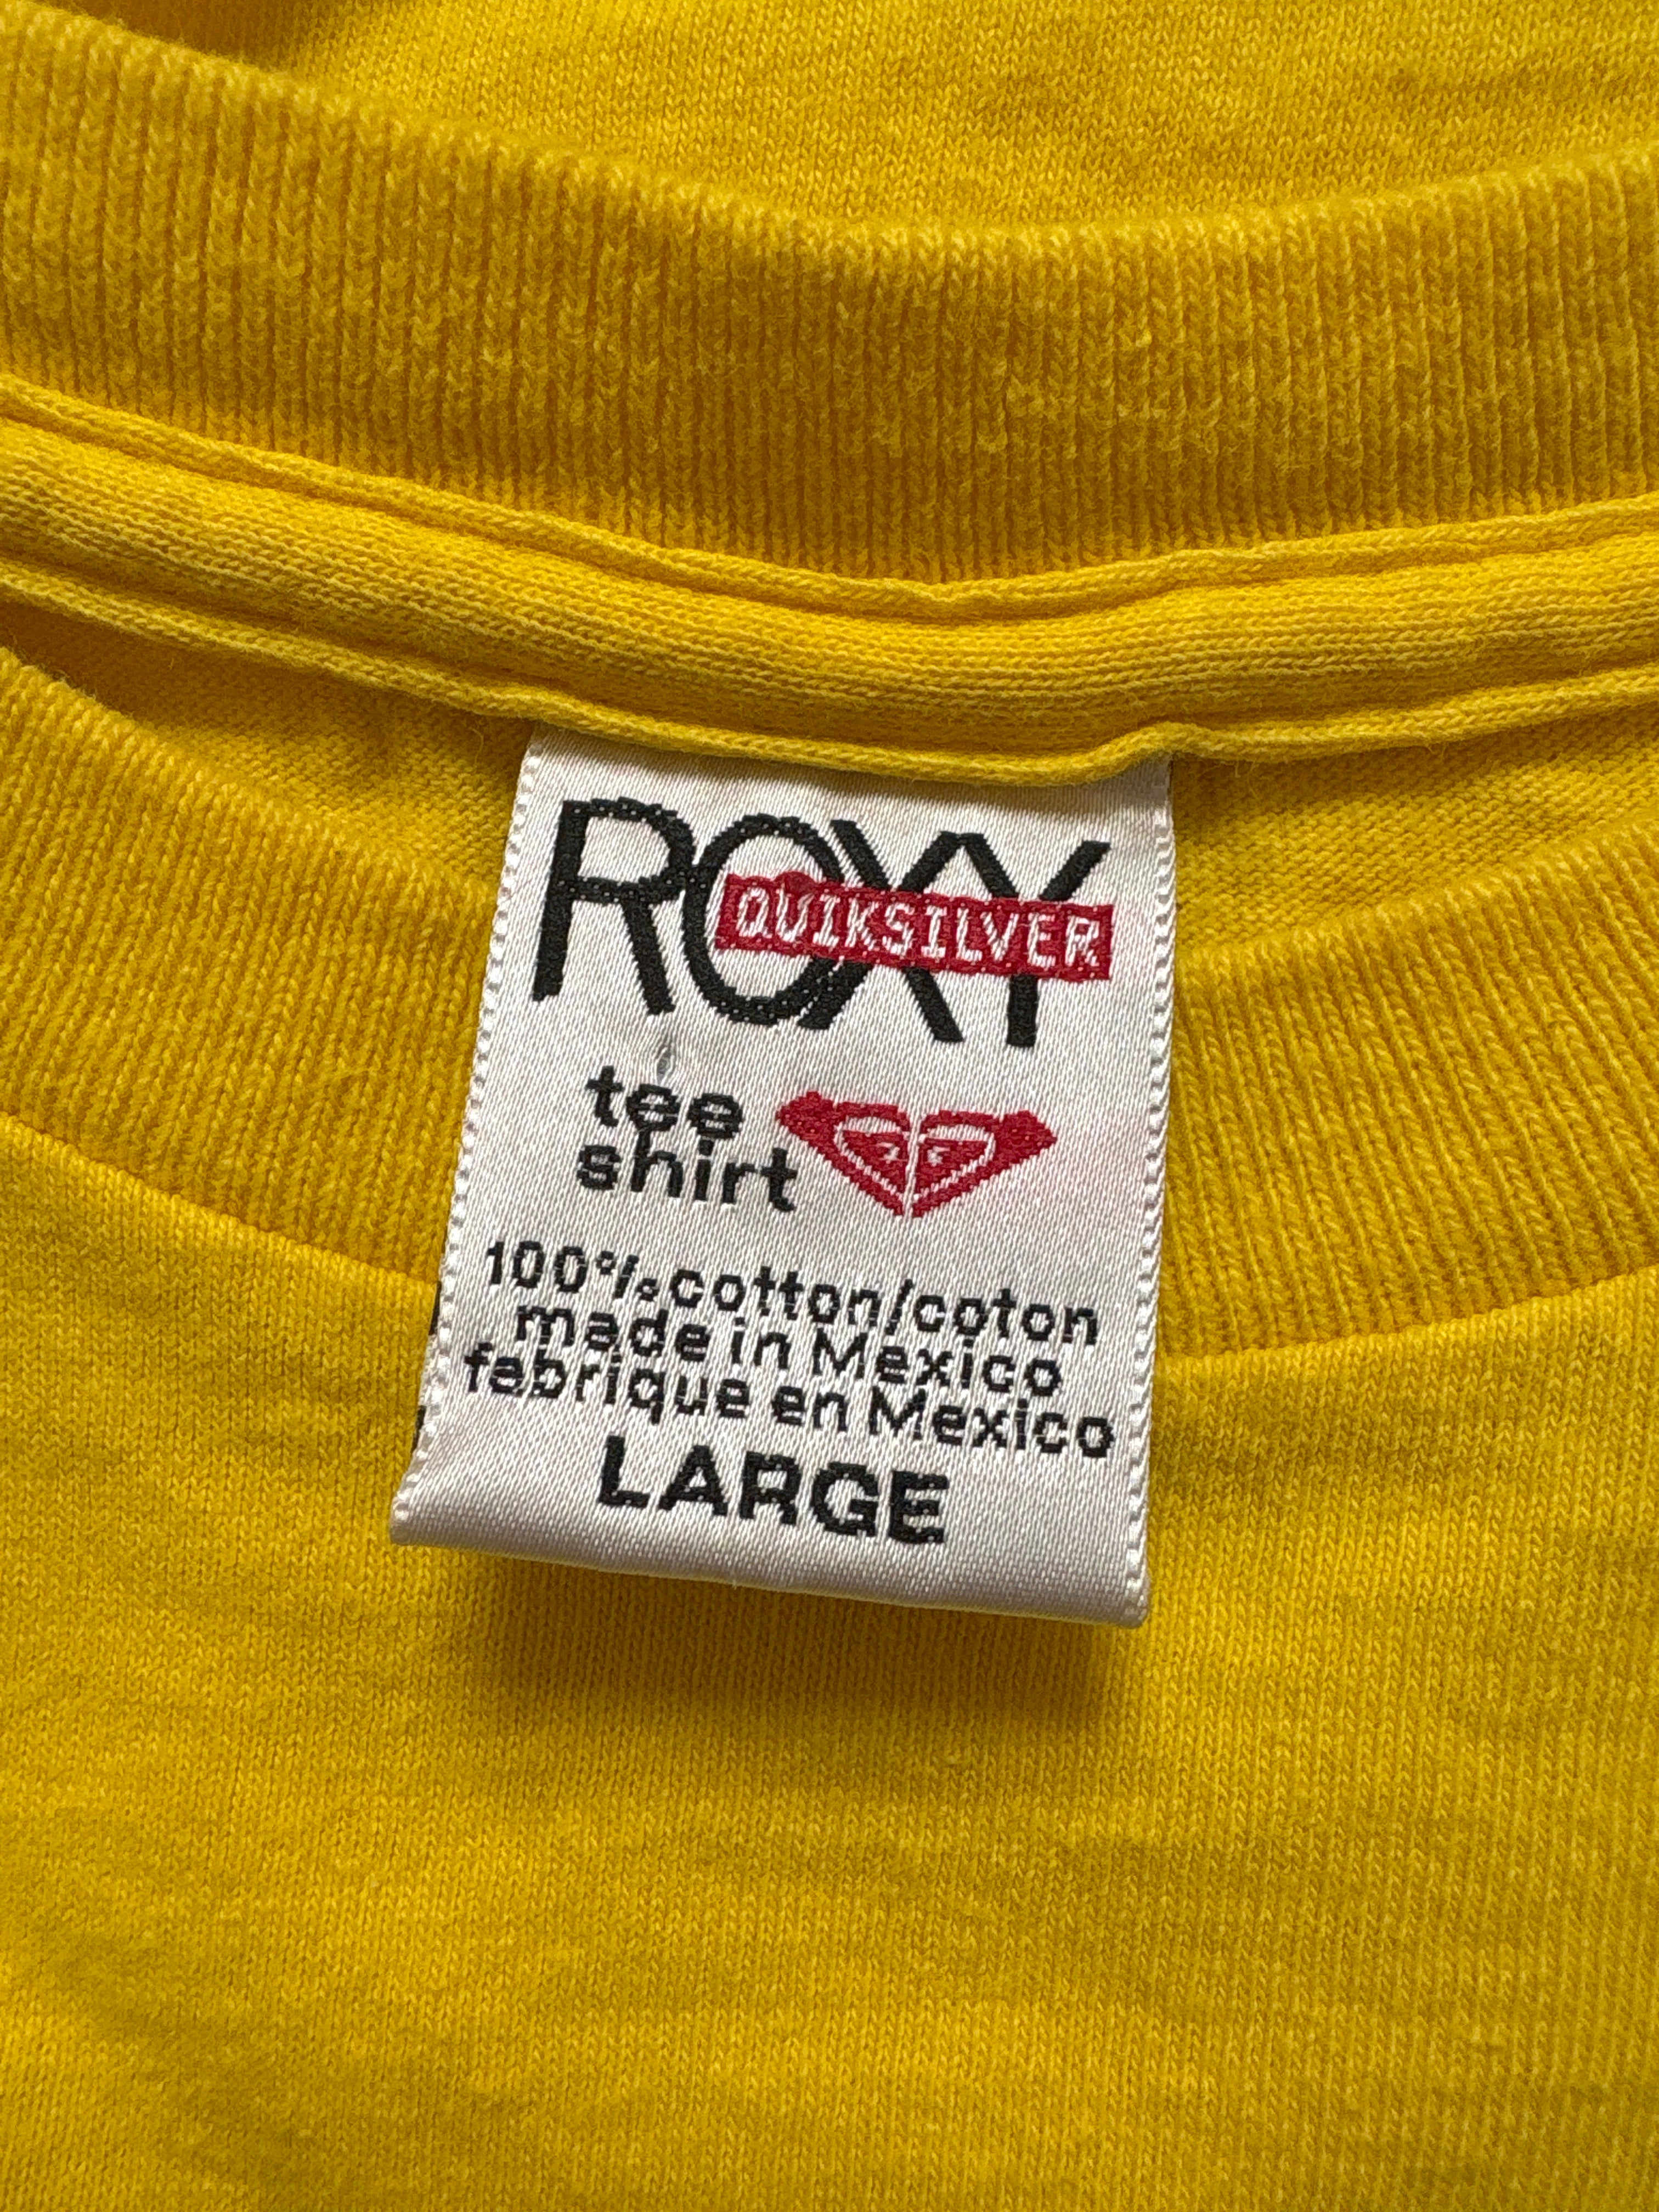 ROXY
QUIKSILVER
tee
shirt
100% cotton/coton
made in Mexico
fabrique en Mexico
LARGE